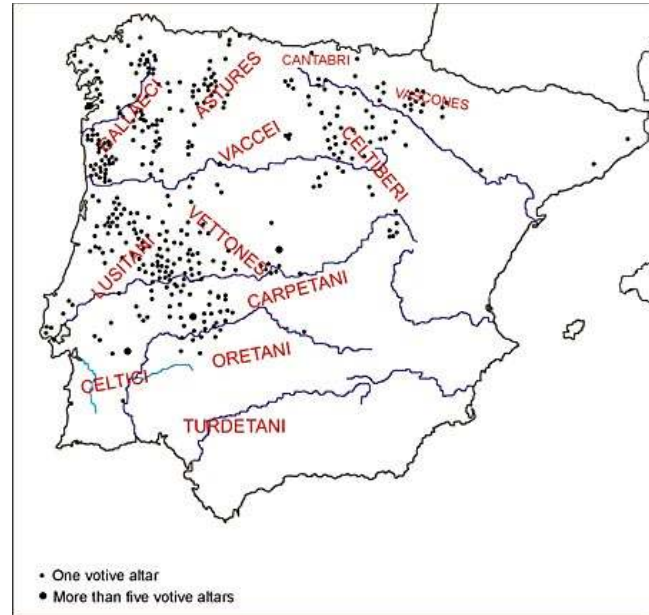 CANTABRI
ASTURES
VASCONES
GALLAECI
VACCEI
CELTIBERI
LUSITANI
VETTONES
CARPETANI
ORETANI
CELTICI
TURDETANI
One votive altar
More than five votive altars